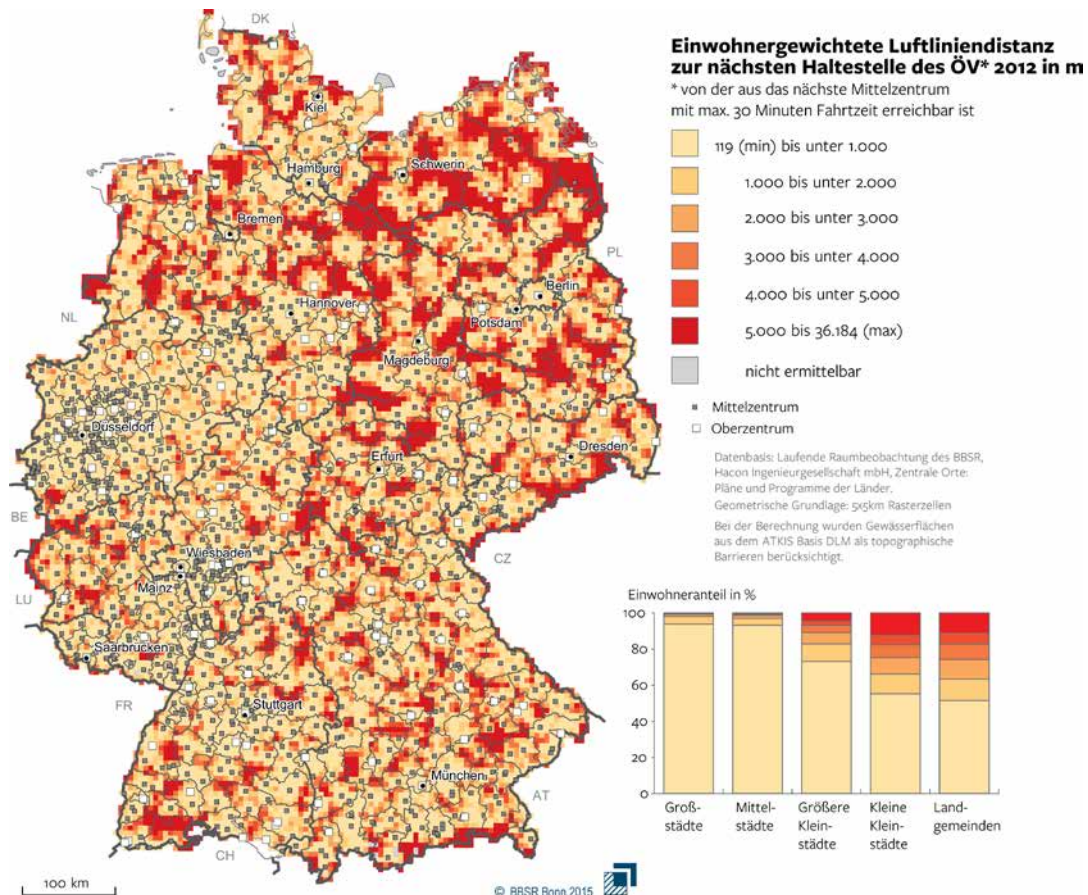 Einwohnergewichtete Luftliniendistanz
zur nächsten Haltestelle des ÖV* 2012 in m
* von der aus das nächste Mittelzentrum
mit max. 30 Minuten Fahrtzeit erreichbar ist
119 (min) bis unter 1.000
1.000 bis unter 2.000
2.000 bis unter 3.000
3.000 bis unter 4.000
4.000 bis unter 5.000
5.000 bis 36.184 (max)
nicht ermittelbar
Mittelzentrum
Oberzentrum
Datenbasis: Laufende Raumbeobachtung des BBSR,
Hacon Ingenieurgesellschaft mbH, Zentrale Orte:
Pläne und Programme der Länder.
Geometrische Grundlage: 5x5km Rasterzellen
Bei der Berechnung wurden Gewässerflächen
aus dem ATKIS Basis DLM als topographische
Barrieren berücksichtigt.
DK
Kiel
Hamburg
Schwerin
Bremen
PL
Berlin
Hannover
Potsdam
NL
Magdeburg
Düsseldorf
Erfurt
Dresden
BE
Wiesbaden
CZ
Mainz
LU
Saarbrücken
FR
Stuttgart
München
AT
CH
100 km
© BBSR Bonn 2015
Einwohneranteil in %
100
80
60
40
20
0
Groß-
städte
Mittel-
städte
Größere
Klein-
städte
Kleine
Klein-
städte
Land-
gemeinden